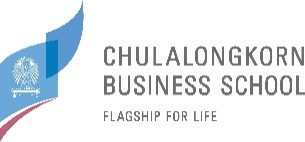 CHULALONGKORN
BUSINESS SCHOOL
FLAGSHIP FOR LIFE